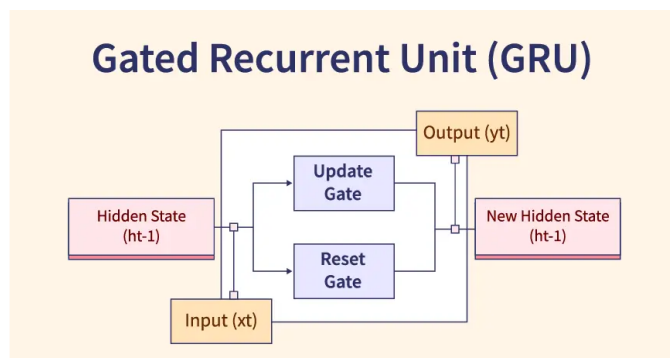 Gated Recurrent Unit (GRU)
Output (yt)
Update
Gate
Hidden State
(ht-1)
New Hidden State
(ht-1)
Reset
Gate
Input (xt)